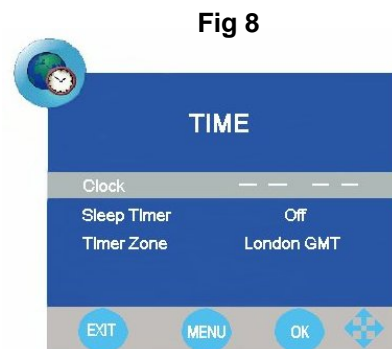 Fig 8
TIME
Clock — — — —
Sleep Timer Off
Timer Zone London GMT
EXIT MENU OK